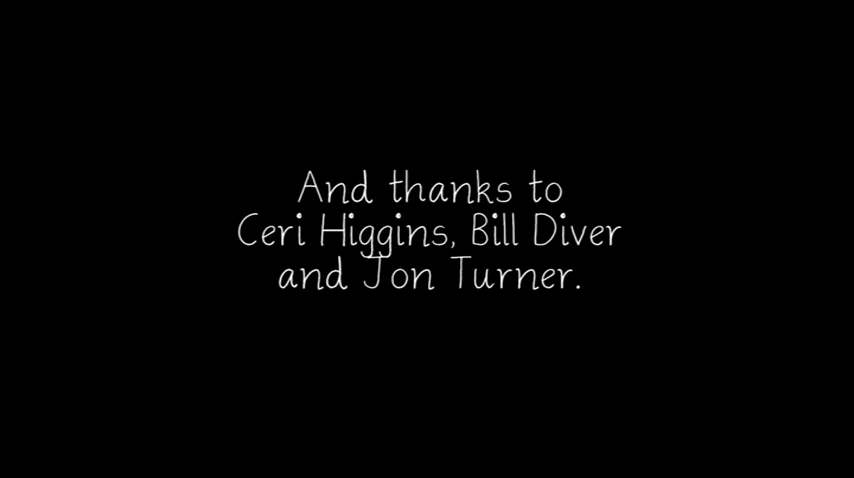 And thanks to
Ceri Higgins, Bill Diver
and Jon Turner.